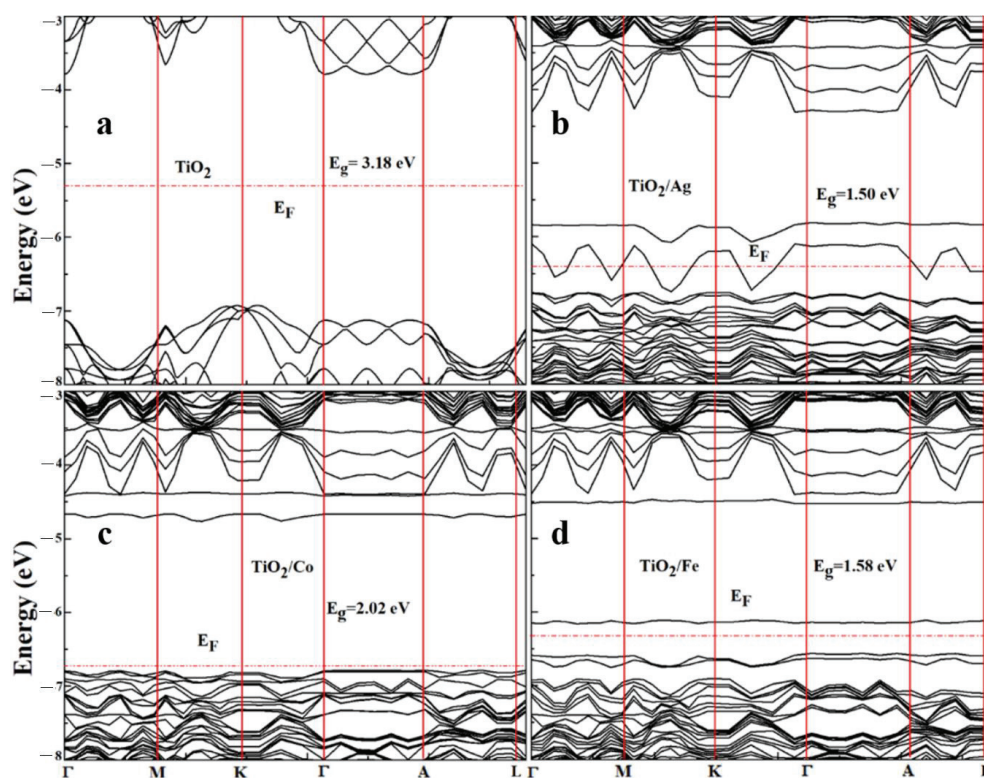 a
TiO₂
E_g= 3.18 eV
E_F
Energy (eV)
−3
−4
−5
−6
−7
−8
b
TiO₂/Ag
E_g=1.50 eV
E_F
c
TiO₂/Co
E_g=2.02 eV
E_F
Energy (eV)
−3
−4
−5
−6
−7
−8
Γ M K Γ A L
d
TiO₂/Fe
E_g=1.58 eV
E_F
Γ M K Γ A